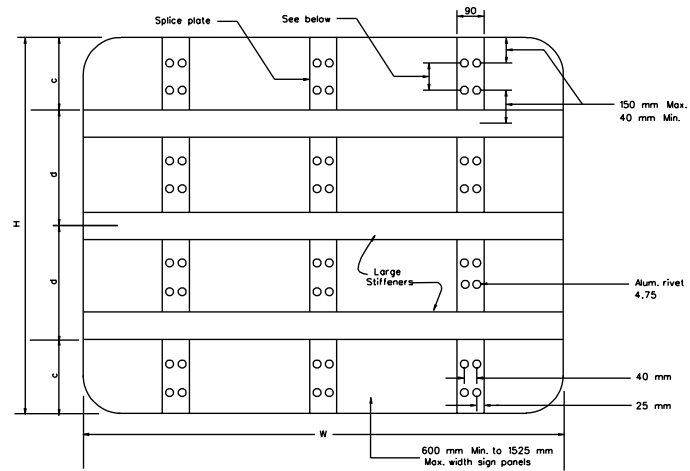 90
Splice plate
See below
c
150 mm Max.
40 mm Min.
d
H
Large
Stiffeners
d
Alum. rivet
4.75
c
40 mm
25 mm
W
600 mm Min. to 1525 mm
Max. width sign panels